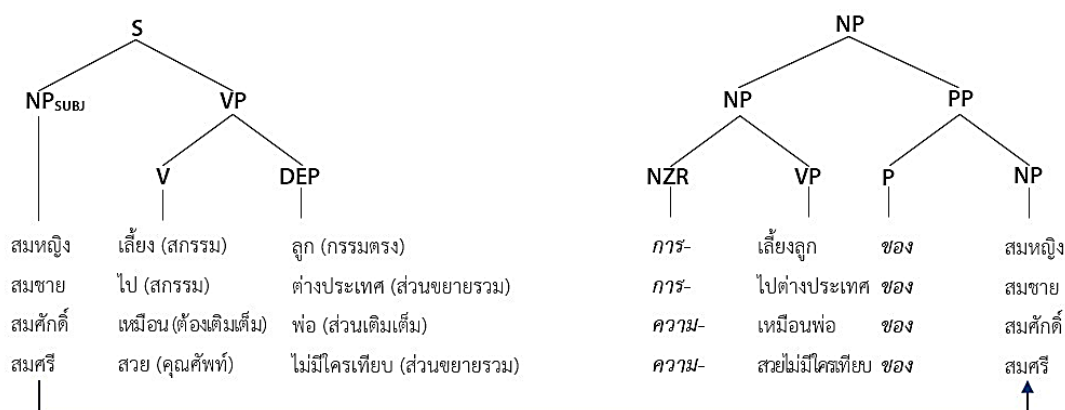 S NP
NP SUBJ VP NP PP
V DEP NZR VP P NP
สมหญิง เลี้ยง (สกรรม) ลูก (กรรมตรง) การ- เลี้ยงลูก ของ สมหญิง
สมชาย ไป (สกรรม) ต่างประเทศ (ส่วนขยายรวม) การ- ไปต่างประเทศ ของ สมชาย
สมศักดิ์ เหมือน (ต้องเติมเต็ม) พ่อ (ส่วนเติมเต็ม) ความ- เหมือนพ่อ ของ สมศักดิ์
สมศรี สวย (คุณศัพท์) ไม่มีใครเทียบ (ส่วนขยายรวม) ความ- สวยไม่มีใครเทียบ ของ สมศรี